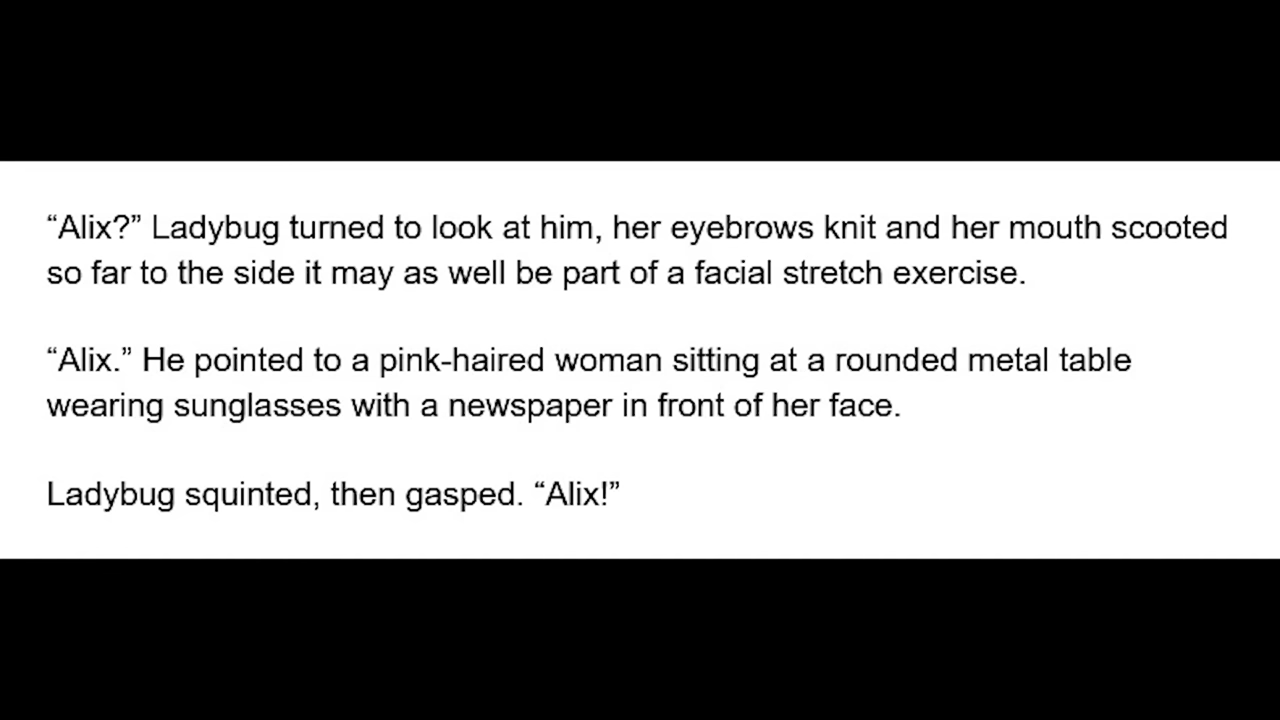 “Alix?” Ladybug turned to look at him, her eyebrows knit and her mouth scooted
so far to the side it may as well be part of a facial stretch exercise.
“Alix.” He pointed to a pink-haired woman sitting at a rounded metal table
wearing sunglasses with a newspaper in front of her face.
Ladybug squinted, then gasped. “Alix!”